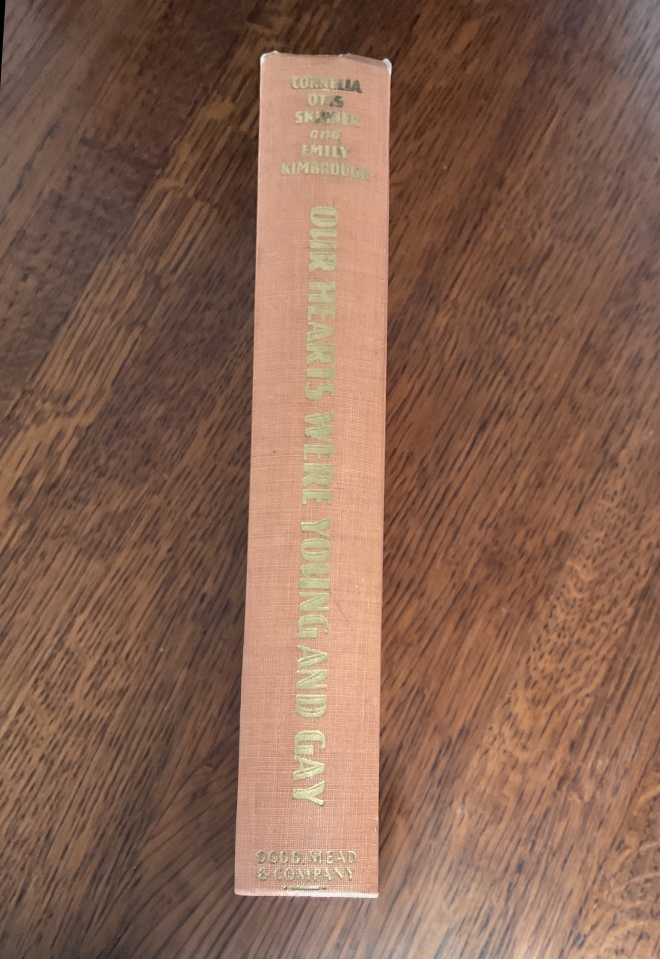 CORNELIA
OTIS
SKINNER
and
EMILY
KIMBROUGH
OUR HEARTS WERE YOUNG AND GAY
DODD, MEAD
& COMPANY